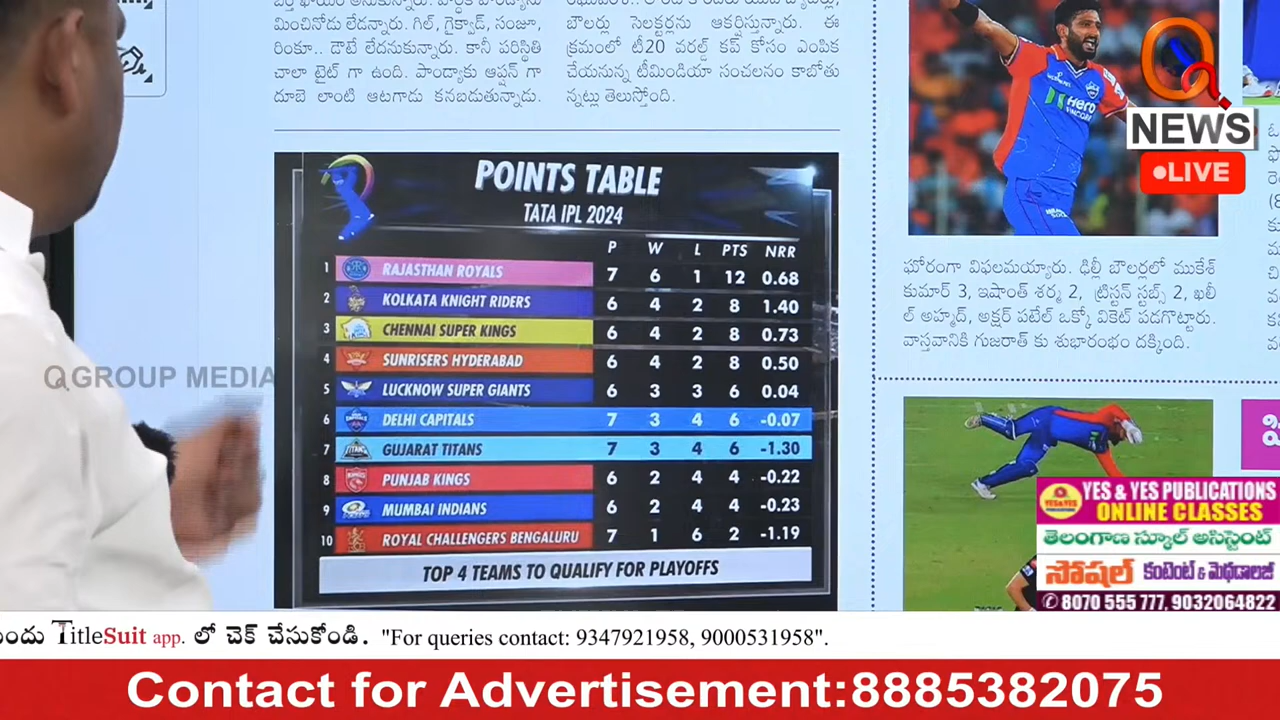 మించినోడు లేడన్నారు. గిల్, గైక్వాడ్, సంజూ,
రింకూ.. డౌటే లేదనుకున్నారు. కానీ పరిస్థితి
చాలా టైట్ గా ఉంది. పాండ్యాకు ఆప్షన్ గా
దూబె లాంటి ఆటగాడు కనబడుతున్నాడు.
బౌలర్లు సెలక్టర్లను ఆకర్షిస్తున్నారు. ఈ
క్రమంలో టీ20 వరల్డ్ కప్ కోసం ఎంపిక
చేయనున్న టీమిండియా సంచలనం కాబోతు
న్నట్లు తెలుస్తోంది.
Hero
Q
NEWS
LIVE
POINTS TABLE
TATA IPL 2024
P W L PTS NRR
1 RAJASTHAN ROYALS 7 6 1 12 0.68
2 KOLKATA KNIGHT RIDERS 6 4 2 8 1.40
3 CHENNAI SUPER KINGS 6 4 2 8 0.73
4 SUNRISERS HYDERABAD 6 4 2 8 0.50
5 LUCKNOW SUPER GIANTS 6 3 3 6 0.04
6 DELHI CAPITALS 7 3 4 6 -0.07
7 GUJARAT TITANS 7 3 4 6 -1.30
8 PUNJAB KINGS 6 2 4 4 -0.22
9 MUMBAI INDIANS 6 2 4 4 -0.23
10 ROYAL CHALLENGERS BENGALURU 7 1 6 2 -1.19
TOP 4 TEAMS TO QUALIFY FOR PLAYOFFS
Q GROUP MEDIA
ఘోరంగా విఫలమయ్యారు. ఢిల్లీ బౌలర్లలో ముకేశ్
కుమార్ 3, ఇషాంత్ శర్మ 2, ట్రిస్టన్ స్టబ్స్ 2, ఖలీ
ల్ అహ్మద్, అక్షర్ పటేల్ ఒక్కో వికెట్ పడగొట్టారు.
వాస్తవానికి గుజరాత్ కు శుభారంభం దక్కింది.
YES & YES PUBLICATIONS
ONLINE CLASSES
తెలంగాణ స్కూల్ అసిస్టెంట్
సోషల్ కంటెంట్ & మెథడాలజీ
8070 555 777, 9032064822
TitleSuit app. లో చెక్ చేసుకోండి. "For queries contact: 9347921958, 9000531958".
Contact for Advertisement:8885382075